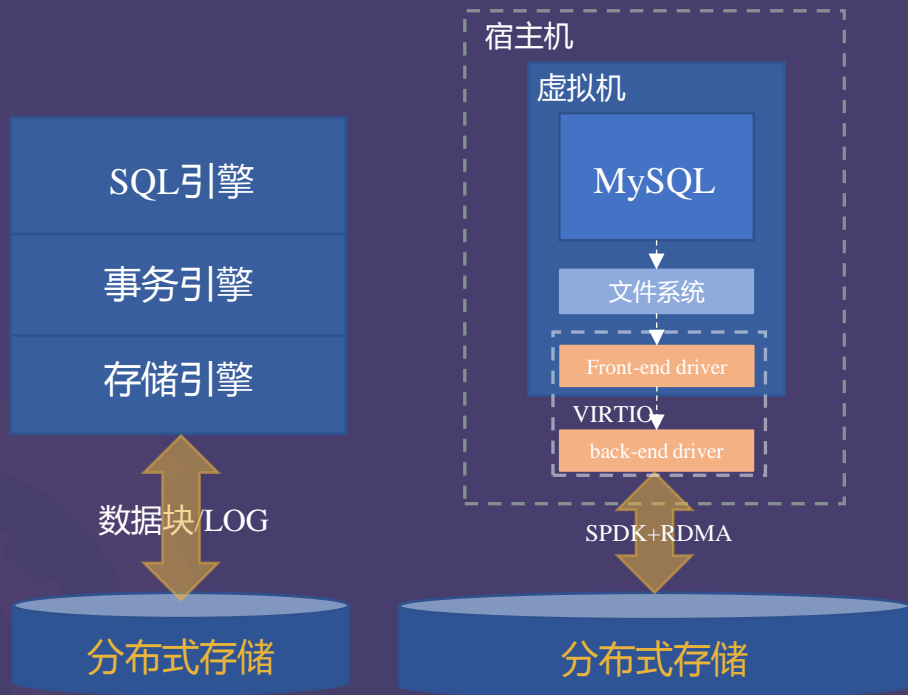 SQL引擎
事务引擎
存储引擎
数据块/LOG
分布式存储
宿主机
虚拟机
MySQL
文件系统
Front-end driver
VIRTIO
back-end driver
SPDK+RDMA
分布式存储